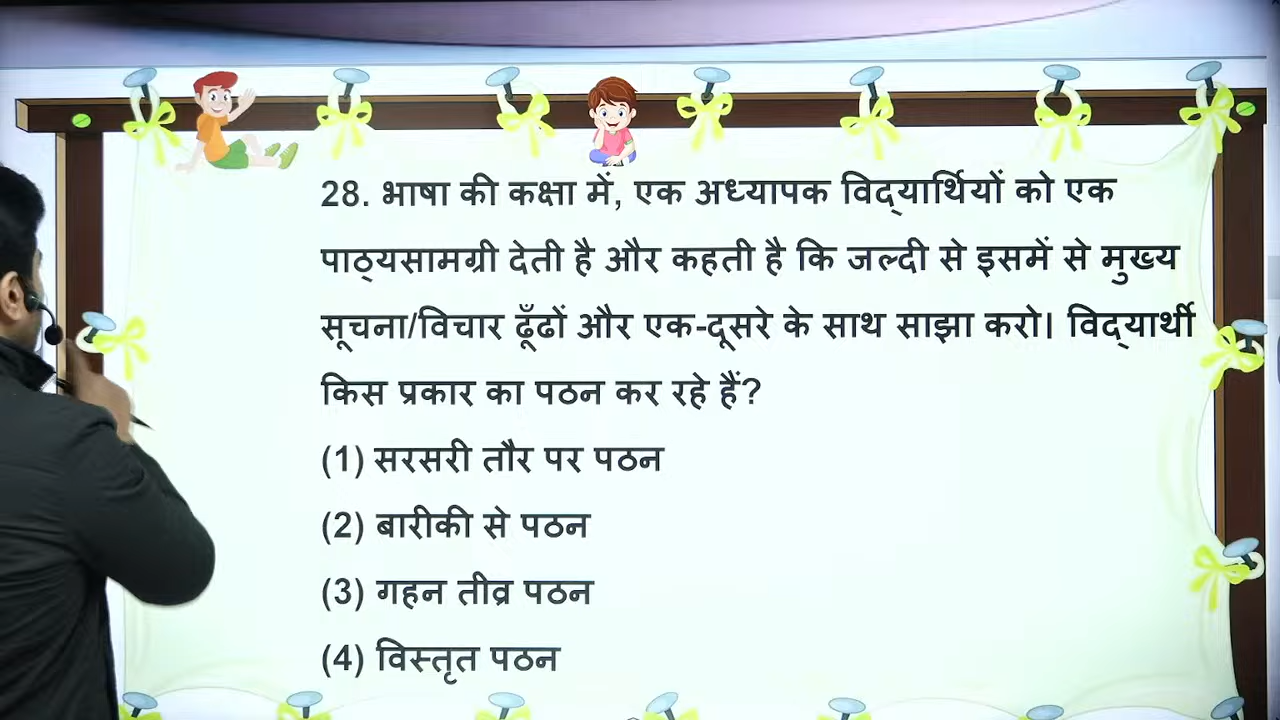 28. भाषा की कक्षा में, एक अध्यापक विद्यार्थियों को एक
पाठ्यसामग्री देती है और कहती है कि जल्दी से इसमें से मुख्य
सूचना/विचार ढूँढों और एक-दूसरे के साथ साझा करो। विद्यार्थी
किस प्रकार का पठन कर रहे हैं?
(1) सरसरी तौर पर पठन
(2) बारीकी से पठन
(3) गहन तीव्र पठन
(4) विस्तृत पठन